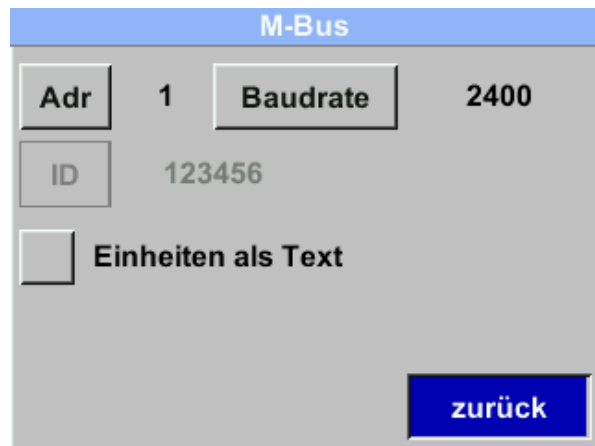 M-Bus
Adr 1 Baudrate 2400
ID 123456
Einheiten als Text
zurück